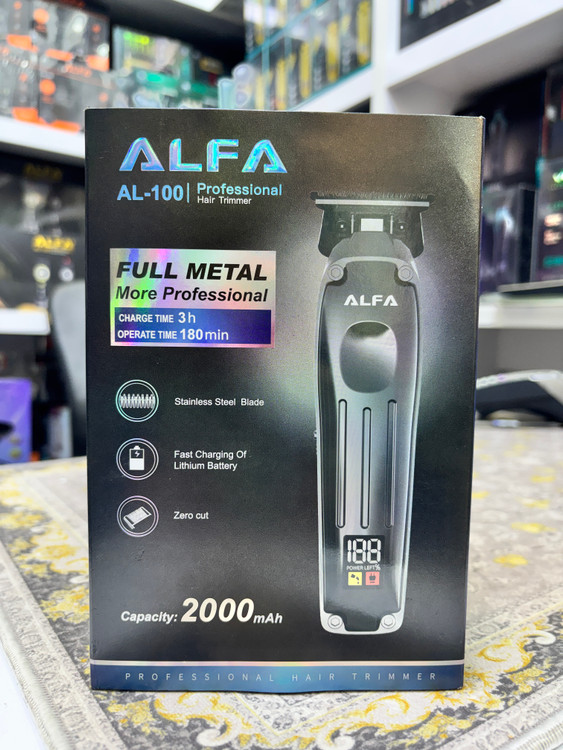 ALFA
AL-100 | Professional
Hair Trimmer
FULL METAL
More Professional
CHARGE TIME 3h
OPERATE TIME 180min
Stainless Steel Blade
Fast Charging Of
Lithium Battery
Zero cut
Capacity: 2000mAh
ALFA
188
POWER LEFT%
PROFESSIONAL HAIR TRIMMER
ALFA